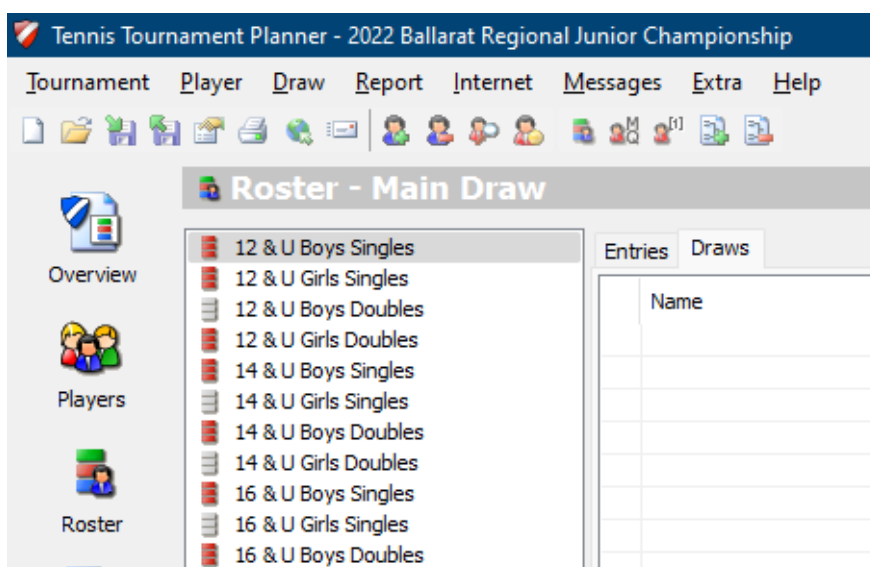 Tennis Tournament Planner - 2022 Ballarat Regional Junior Championship
Tournament Player Draw Report Internet Messages Extra Help
Roster - Main Draw
Overview
Players
Roster
12 & U Boys Singles
12 & U Girls Singles
12 & U Boys Doubles
12 & U Girls Doubles
14 & U Boys Singles
14 & U Girls Singles
14 & U Boys Doubles
14 & U Girls Doubles
16 & U Boys Singles
16 & U Girls Singles
16 & U Boys Doubles
Entries Draws
Name